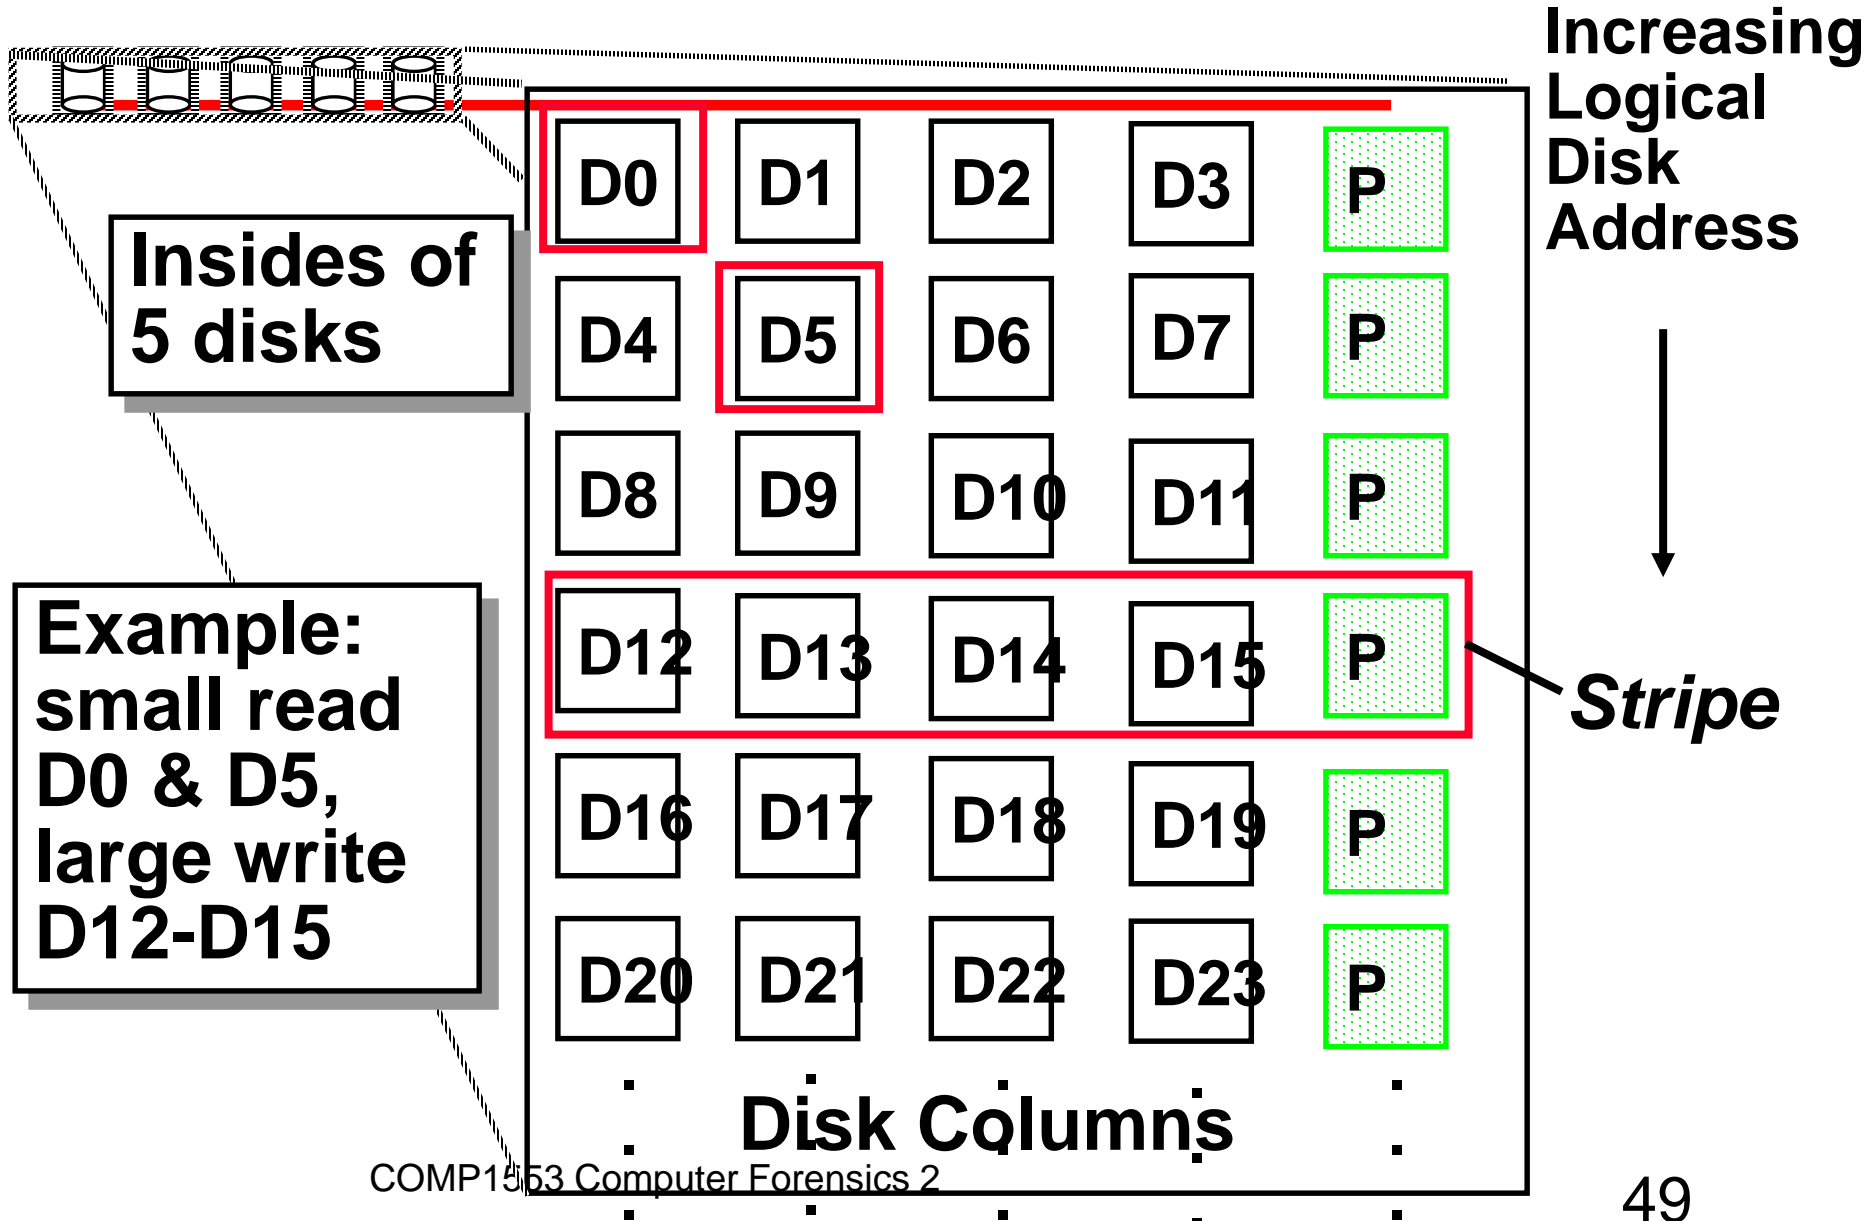 Increasing
Logical
Disk
Address
D0 D1 D2 D3 P
Insides of
5 disks
D4 D5 D6 D7 P
D8 D9 D10 D11 P
Example:
small read
D0 & D5,
large write
D12-D15
D12 D13 D14 D15 P
Stripe
D16 D17 D18 D19 P
D20 D21 D22 D23 P
Disk Columns
COMP1553 Computer Forensics 2
49